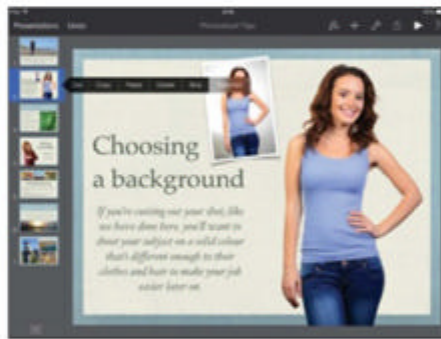 Presentations Undo Photoshoot Tips
Cut Copy Paste Delete Skip
Choosing
a background
If you're cutting out your shot, like
we have done here, you'll want to
shoot your subject on a solid colour
that's different enough to their
clothes and hair to make your job
easier later on.